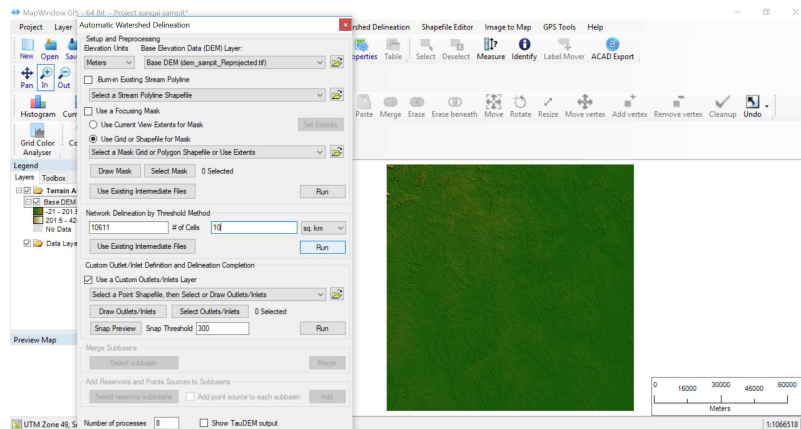 MapWindow GIS - 64 Bit - Project sungai sampit*
Project Layer
Automatic Watershed Delineation
Watershed Delineation Shapefile Editor Image to Map GPS Tools Help
New Open Sav
Properties Table Select Deselect Measure Identify Label Mover ACAD Export
Pan In Out
Histogram Curr
Paste Merge Erase Erase beneath Move Rotate Resize Move vertex Add vertex Remove vertex Cleanup Undo
Grid Color Analyser Co
Legend
Layers Toolbox
Terrain A
Base DEM
-21 - 201.5
201.5 - 42
No Data
Data Laye
Preview Map
Setup and Preprocessing
Elevation Units Base Elevation Data (DEM) Layer:
Meters Base DEM (dem_sampit_Reprojected.tif)
Burn-in Existing Stream Polyline
Select a Stream Polyline Shapefile
Use a Focusing Mask
Use Current View Extents for Mask Set Extents
Use Grid or Shapefile for Mask
Select a Mask Grid or Polygon Shapefile or Use Extents
Draw Mask Select Mask 0 Selected
Use Existing Intermediate Files Run
Network Delineation by Threshold Method
10611 # of Cells 10 sq. km
Use Existing Intermediate Files Run
Custom Outlet/Inlet Definition and Delineation Completion
Use a Custom Outlets/Inlets Layer
Select a Point Shapefile, then Select or Draw Outlets/Inlets
Draw Outlets/Inlets Select Outlets/Inlets 0 Selected
Snap Preview Snap Threshold 300 Run
Merge Subbasins
Select subbasin Merge
Add Reservoirs and Points Sources to Subbasins
Select reservoir subbasins Add point source to each subbasin Add
Number of processes 8 Show TauDEM output
0 15000 30000 45000 60000
Meters
UTM Zone 49, S
1:1066518